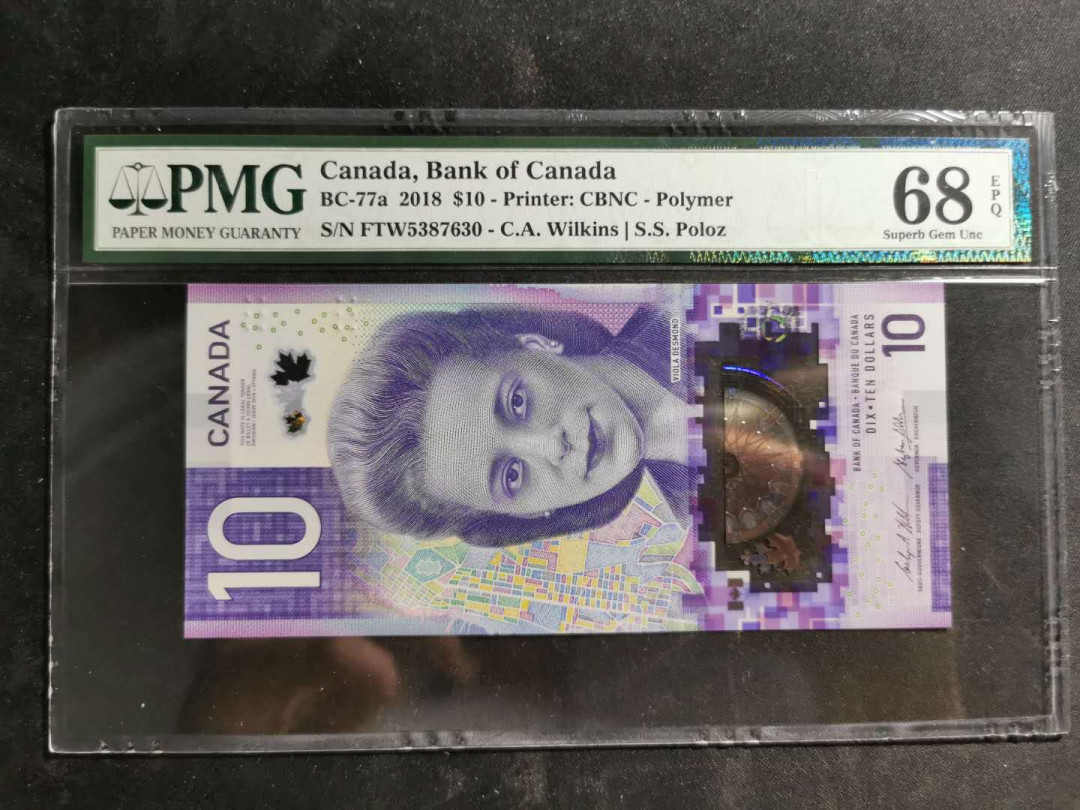 PMG
PAPER MONEY GUARANTY
Canada, Bank of Canada
BC-77a 2018 $10 - Printer: CBNC - Polymer
S/N FTW5387630 - C.A. Wilkins | S.S. Poloz
68
EPQ
Superb Gem Unc
CANADA
10
VIOLA DESMOND
BANK OF CANADA • BANQUE DU CANADA
DIX • TEN DOLLARS
10